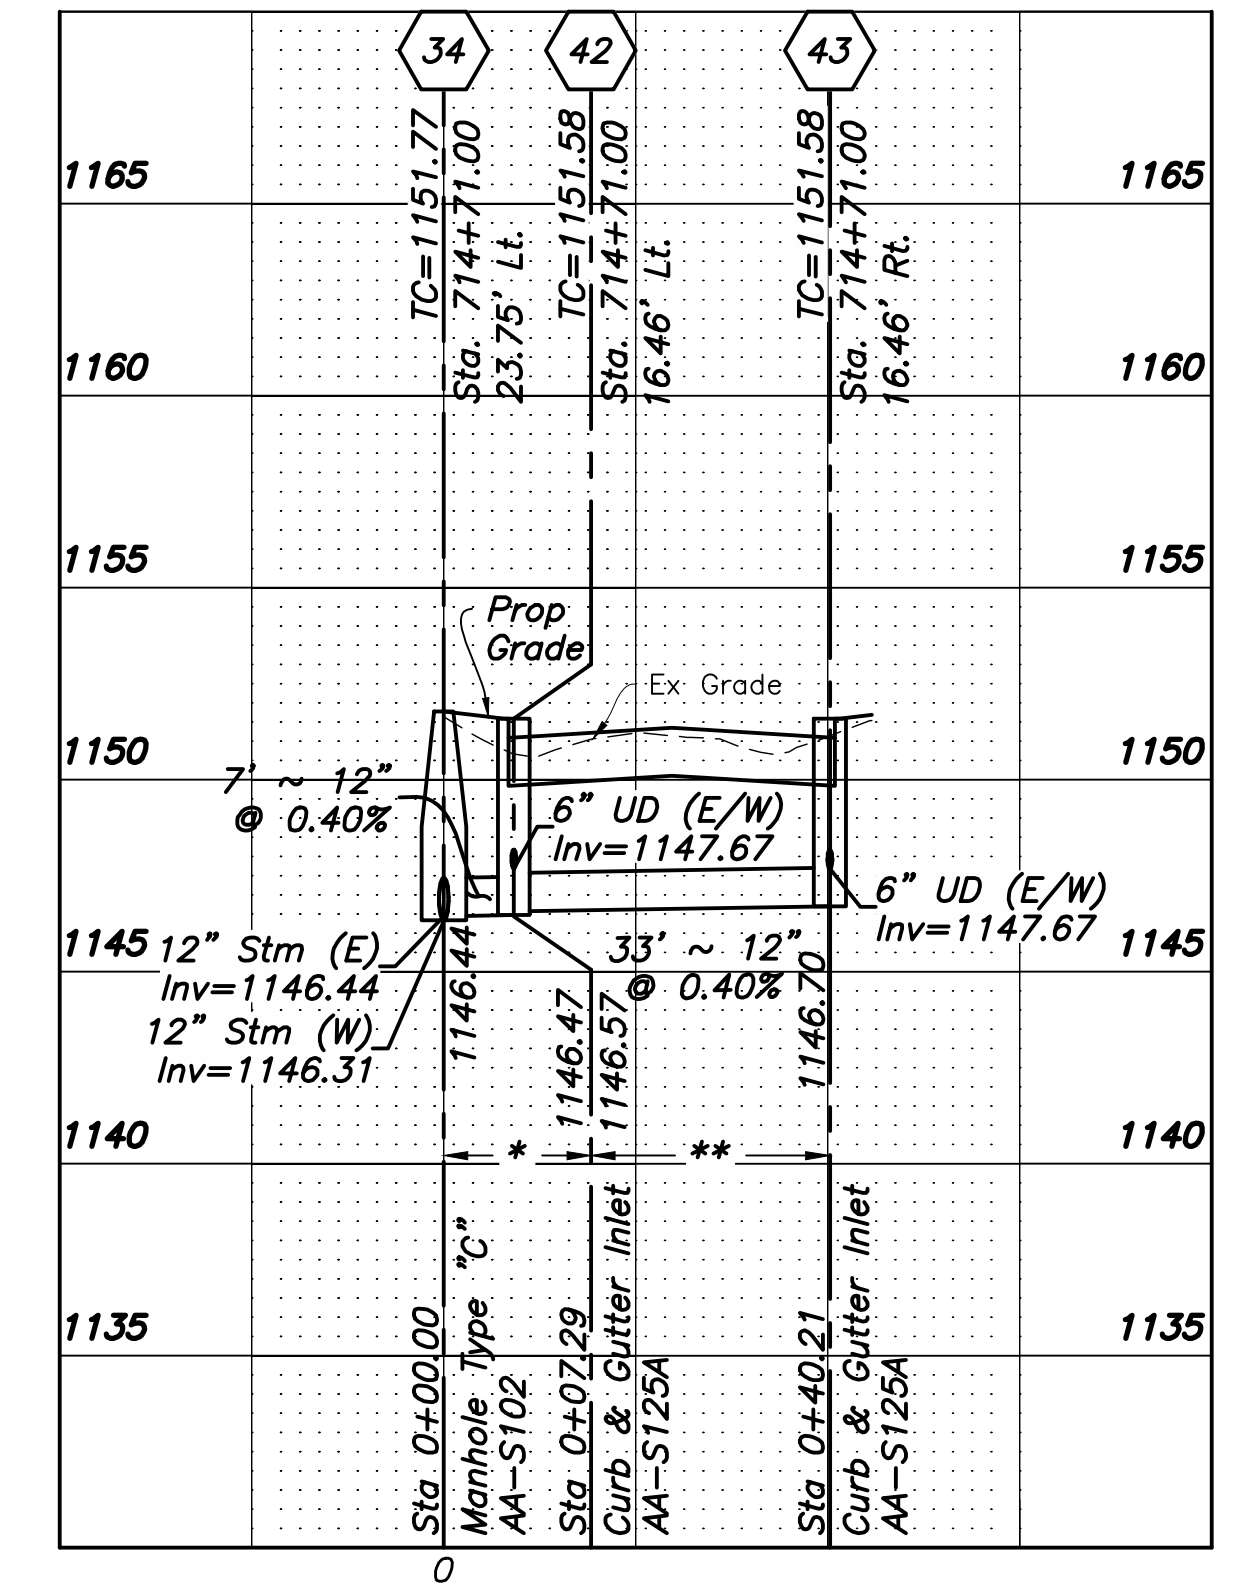 34
42
43
TC=1151.77
Sta. 714+71.00
23.75' Lt.
TC=1151.58
Sta. 714+71.00
16.46' Lt.
TC=1151.58
Sta. 714+71.00
16.46' Rt.
1165
1165
1160
1160
1155
1155
Prop
Grade
Ex Grade
1150
1150
7' ~ 12"
@ 0.40%
6" UD (E/W)
Inv=1147.67
6" UD (E/W)
Inv=1147.67
1145
1145
12" Stm (E)
Inv=1146.44
12" Stm (W)
Inv=1146.31
33' ~ 12"
@ 0.40%
1146.44
1146.47
1146.57
1146.70
1140
1140
*
**
1135
1135
Sta 0+00.00
Manhole Type "C"
AA-S102
Sta 0+07.29
Curb & Gutter Inlet
AA-S125A
Sta 0+40.21
Curb & Gutter Inlet
AA-S125A
0